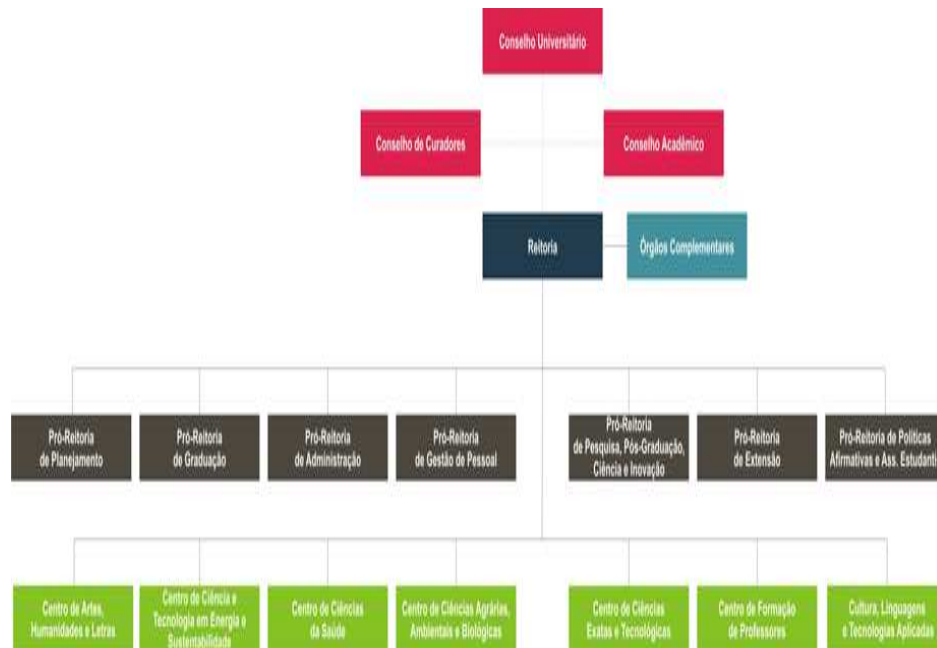 Conselho Universitário
Conselho de Curadores
Conselho Acadêmico
Reitoria
Órgãos Complementares
Pró-Reitoria
de Planejamento
Pró-Reitoria
de Graduação
Pró-Reitoria
de Administração
Pró-Reitoria
de Gestão de Pessoal
Pró-Reitoria
de Pesquisa, Pós-Graduação,
Ciência e Inovação
Pró-Reitoria
de Extensão
Pró-Reitoria de Políticas
Afirmativas e Ass. Estudanti
Centro de Artes,
Humanidades e Letras
Centro de Ciência e
Tecnologia em Energia e
Sustentabilidade
Centro de Ciências
da Saúde
Centro de Ciências Agrárias,
Ambientais e Biológicas
Centro de Ciências
Exatas e Tecnológicas
Centro de Formação
de Professores
Cultura, Linguagens
e Tecnologias Aplicadas